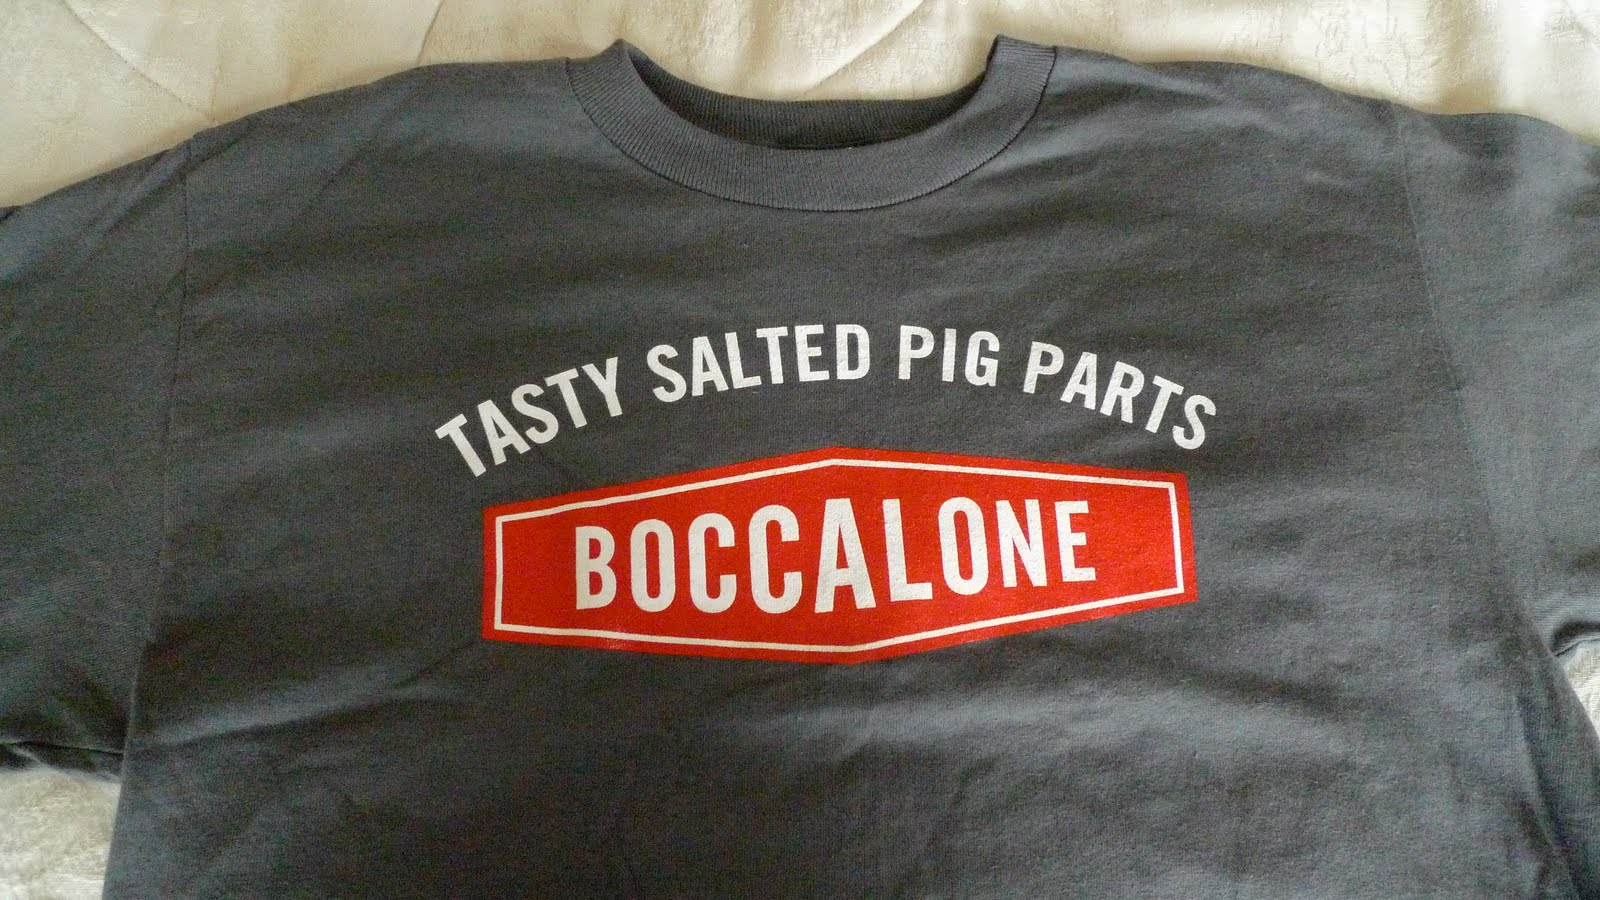 TASTY SALTED PIG PARTS
BOCCALONE